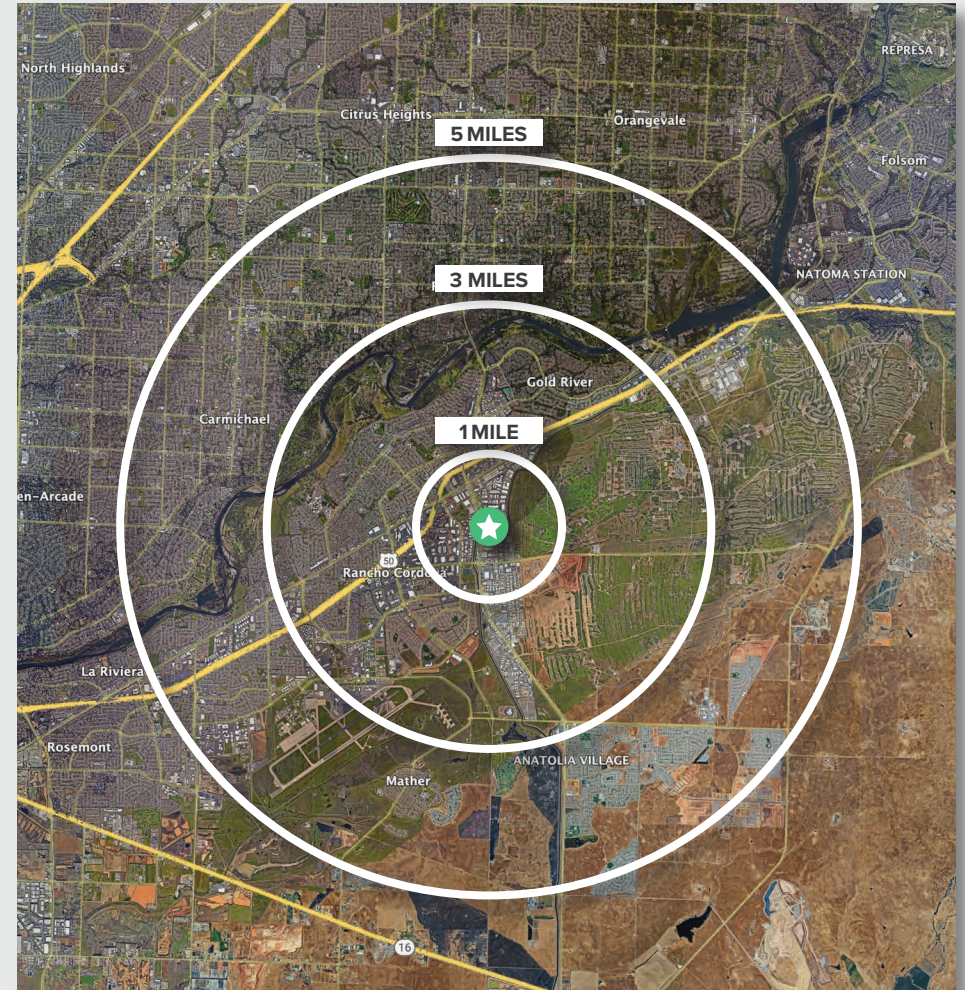 REPRESA
North Highlands
Citrus Heights
Orangevale
5 MILES
Folsom
NATOMA STATION
3 MILES
Gold River
Carmichael
1 MILE
en-Arcade
50
Rancho Cordova
La Riviera
Rosemont
ANATOLIA VILLAGE
Mather
16